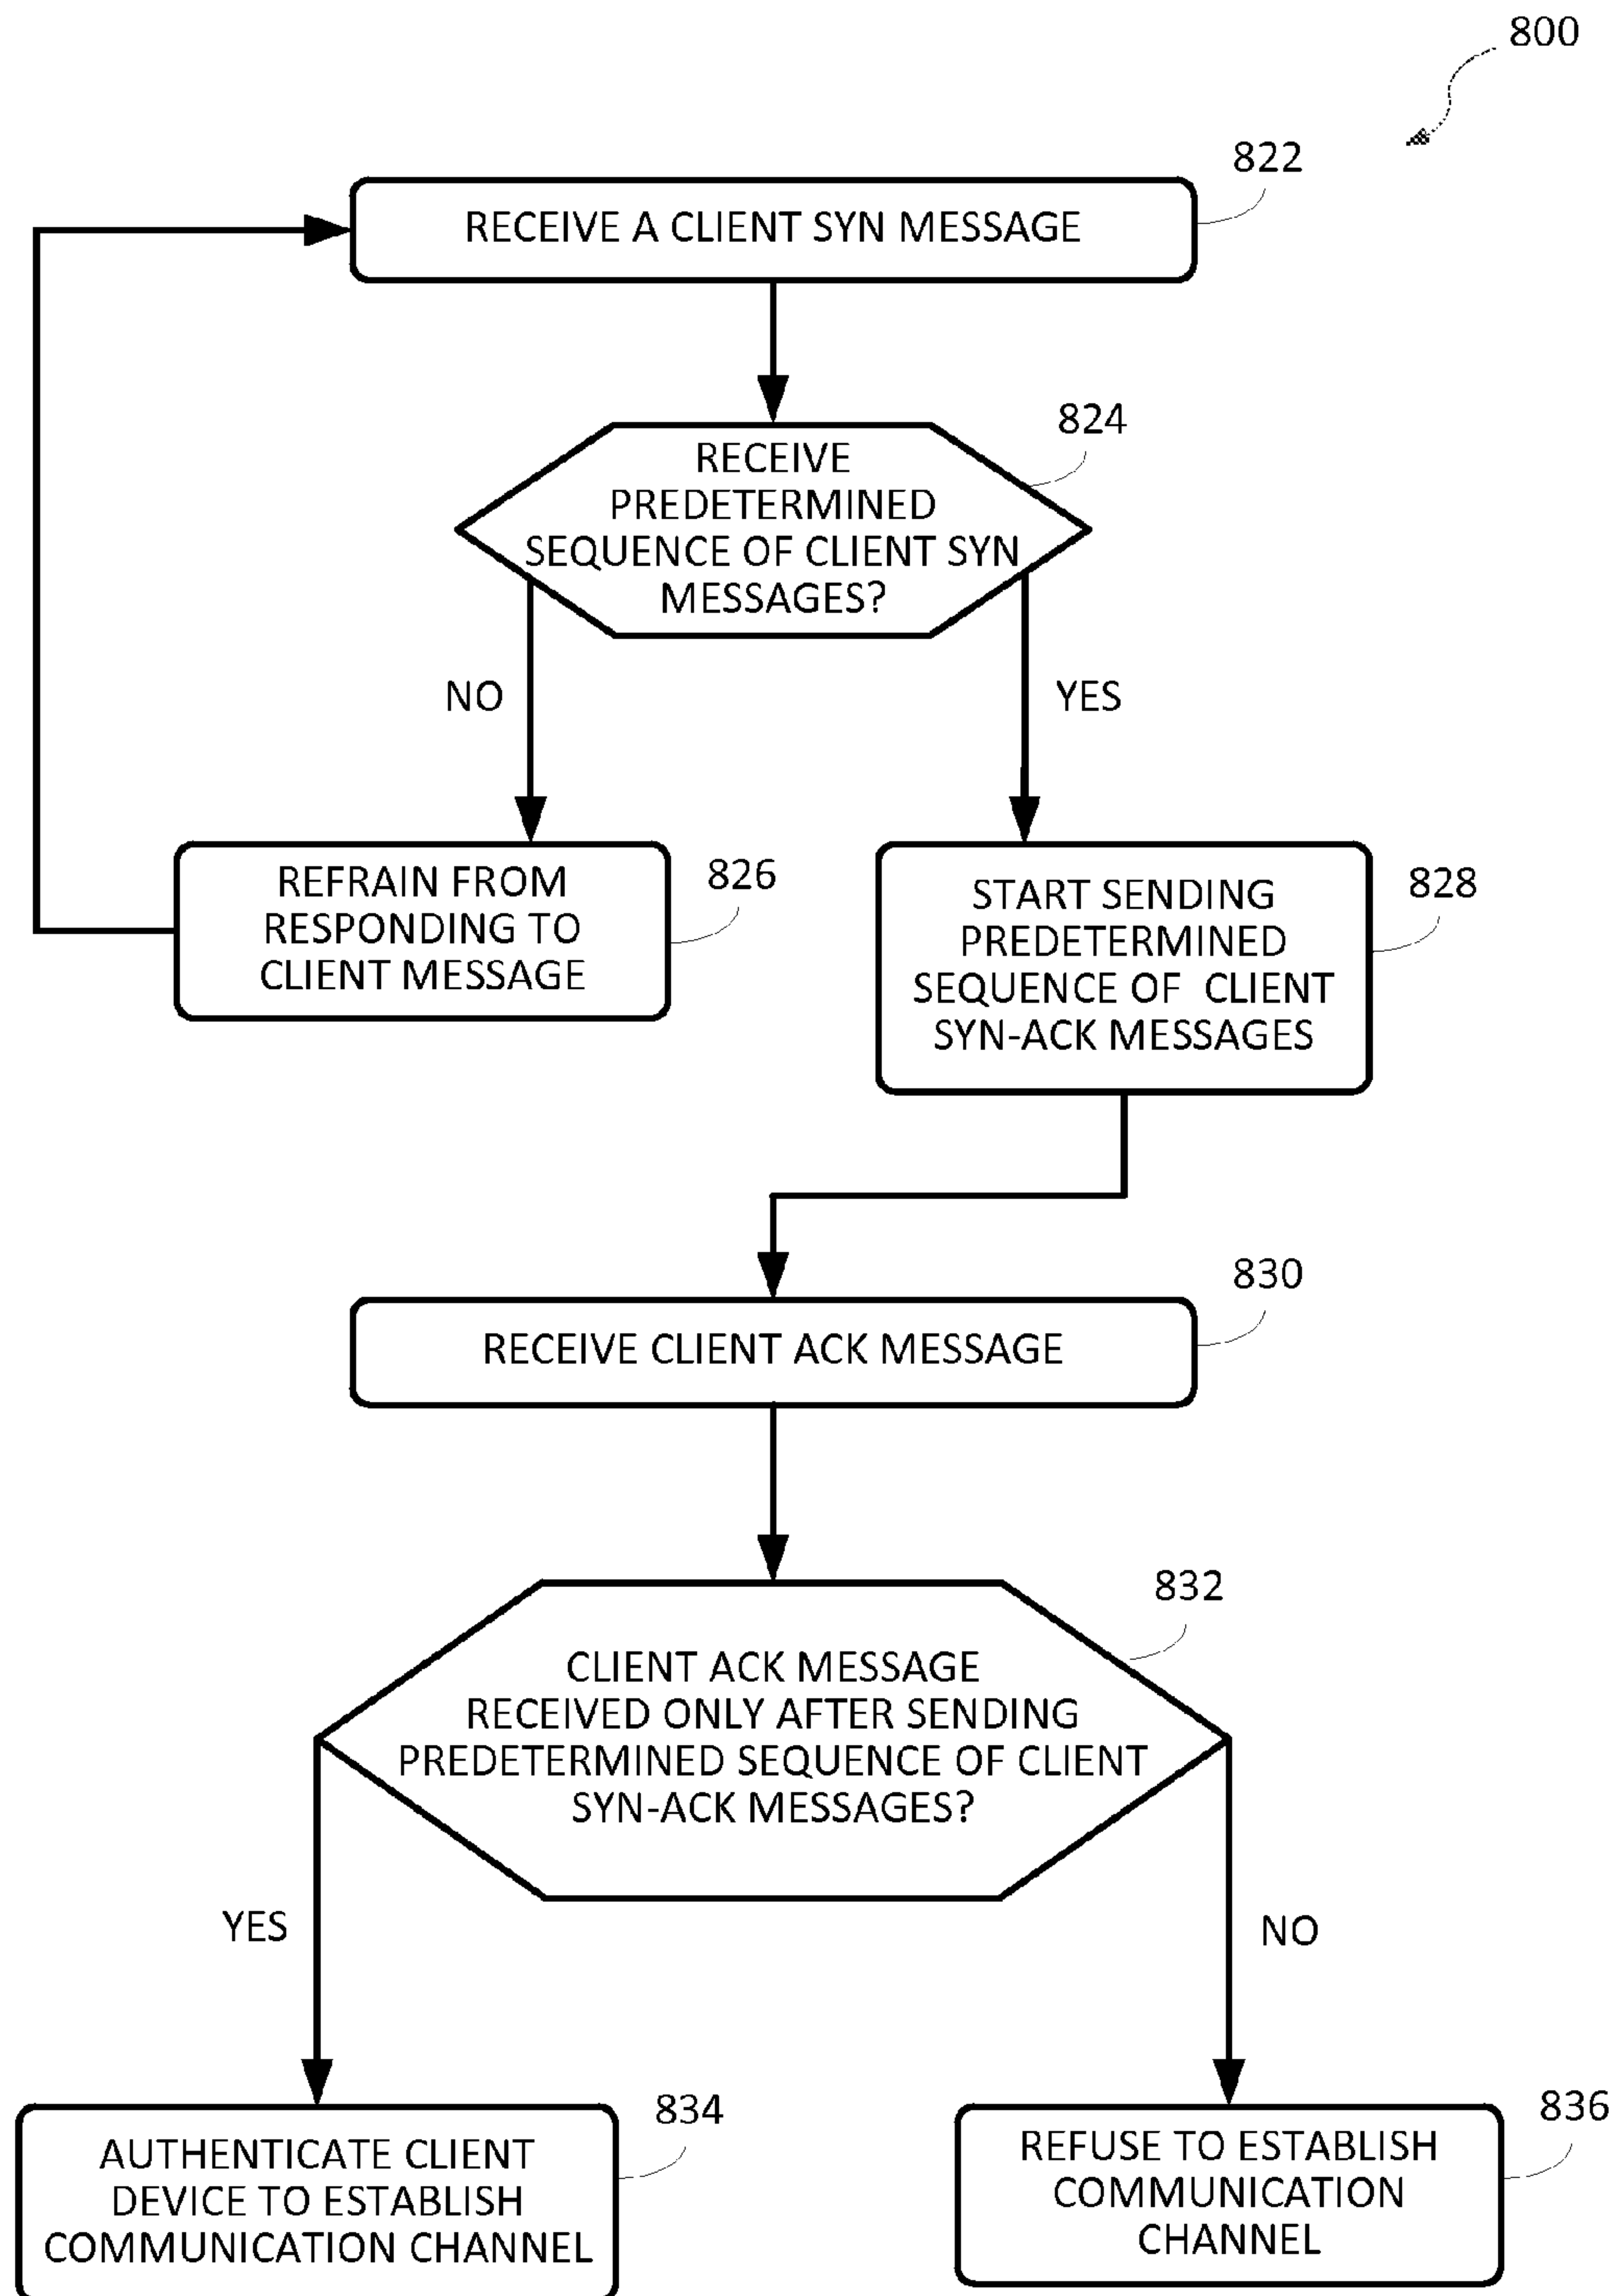 800
822
RECEIVE A CLIENT SYN MESSAGE
824
RECEIVE
PREDETERMINED
SEQUENCE OF CLIENT SYN
MESSAGES?
NO
YES
826
REFRAIN FROM
RESPONDING TO
CLIENT MESSAGE
828
START SENDING
PREDETERMINED
SEQUENCE OF CLIENT
SYN-ACK MESSAGES
830
RECEIVE CLIENT ACK MESSAGE
832
CLIENT ACK MESSAGE
RECEIVED ONLY AFTER SENDING
PREDETERMINED SEQUENCE OF CLIENT
SYN-ACK MESSAGES?
YES
NO
834
AUTHENTICATE CLIENT
DEVICE TO ESTABLISH
COMMUNICATION CHANNEL
836
REFUSE TO ESTABLISH
COMMUNICATION
CHANNEL